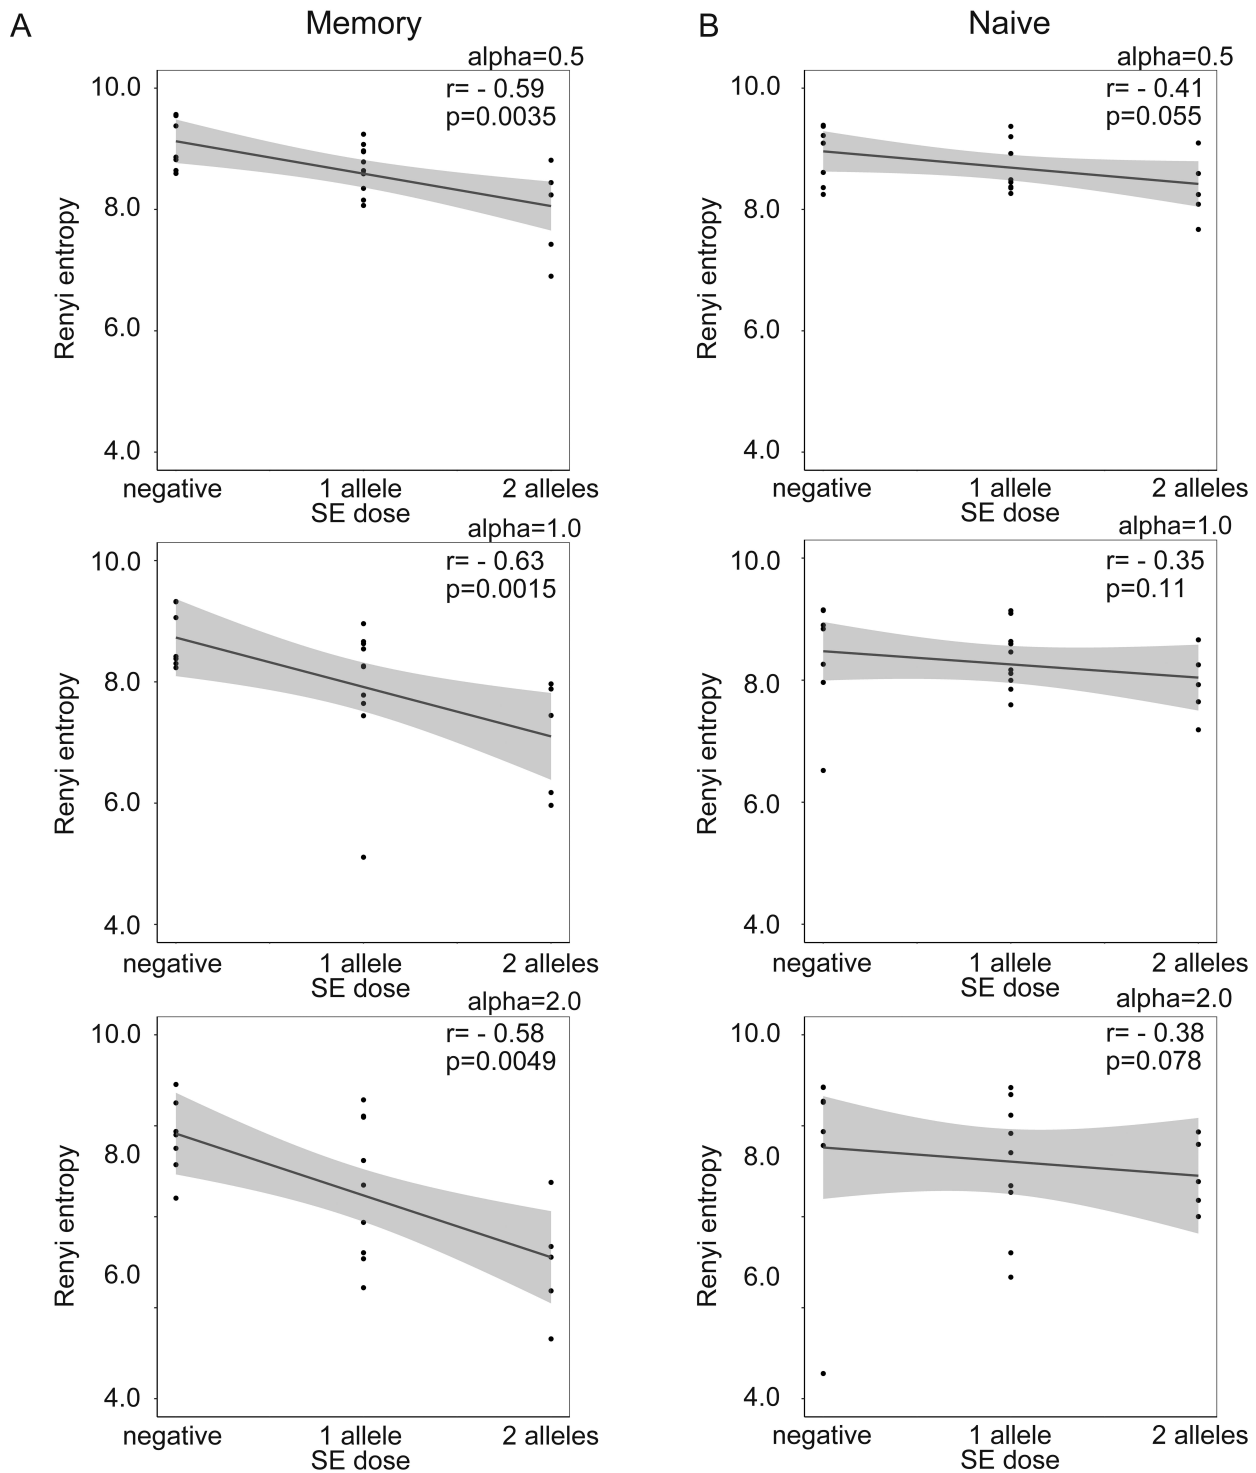 A
Memory
B
Naive
alpha=0.5
r= - 0.59
p=0.0035
10.0
8.0
6.0
4.0
Renyi entropy
negative
1 allele
2 alleles
SE dose
alpha=0.5
r= - 0.41
p=0.055
10.0
8.0
6.0
4.0
Renyi entropy
negative
1 allele
2 alleles
SE dose
alpha=1.0
r= - 0.63
p=0.0015
10.0
8.0
6.0
4.0
Renyi entropy
negative
1 allele
2 alleles
SE dose
alpha=1.0
r= - 0.35
p=0.11
10.0
8.0
6.0
4.0
Renyi entropy
negative
1 allele
2 alleles
SE dose
alpha=2.0
r= - 0.58
p=0.0049
10.0
8.0
6.0
4.0
Renyi entropy
negative
1 allele
2 alleles
SE dose
alpha=2.0
r= - 0.38
p=0.078
10.0
8.0
6.0
4.0
Renyi entropy
negative
1 allele
2 alleles
SE dose